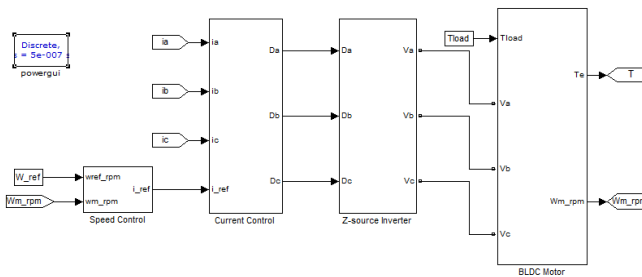 Discrete,
= 5e-007
powergui
W_ref
Wm_rpm
wref_rpm
wm_rpm
i_ref
Speed Control
ia
ib
ic
ia
ib
ic
i_ref
Da
Db
Dc
Current Control
Da
Db
Dc
Va
Vb
Vc
Z-source Inverter
Tload
Tload
Va
Vb
Vc
Te
Wm_rpm
BLDC Motor
T
Wm_rpm